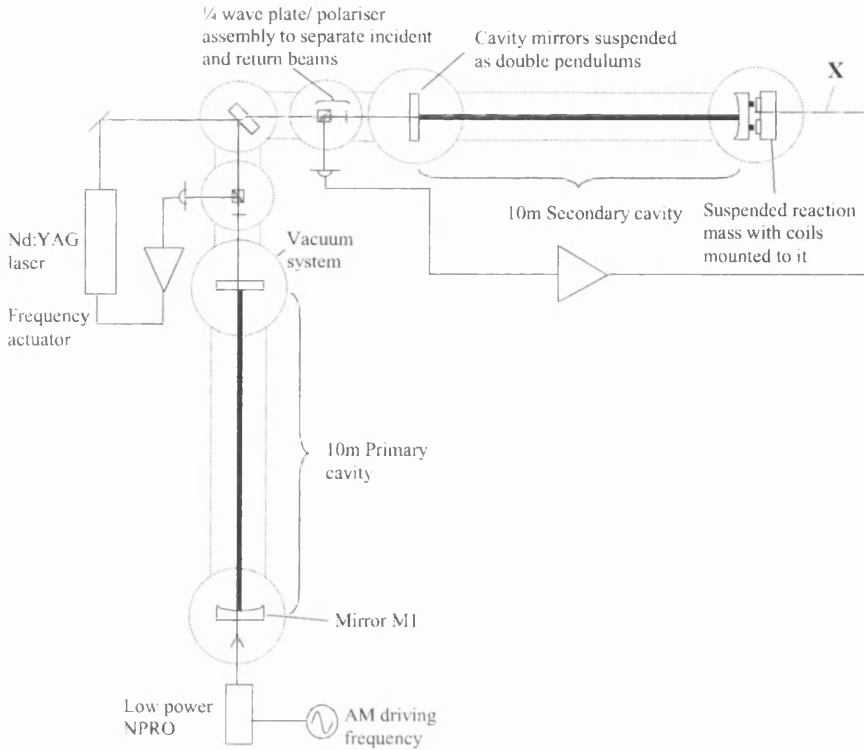 ¼ wave plate/ polariser
assembly to separate incident
and return beams
Cavity mirrors suspended
as double pendulums
X
10m Secondary cavity
Suspended reaction
mass with coils
mounted to it
Nd:YAG
laser
Vacuum
system
Frequency
actuator
10m Primary
cavity
Mirror M1
Low power
NPRO
AM driving
frequency